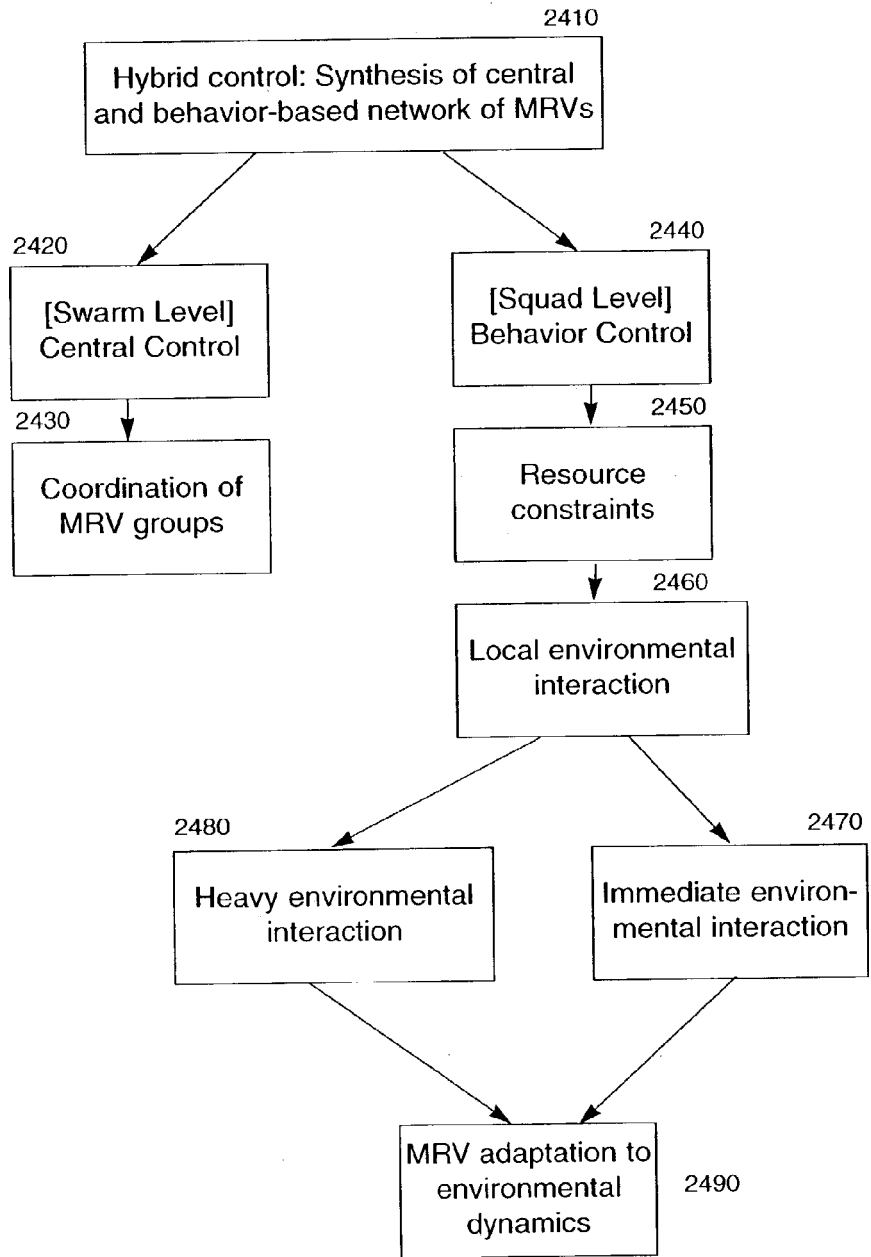 2410
Hybrid control: Synthesis of central
and behavior-based network of MRVs
2420
[Swarm Level]
Central Control
2440
[Squad Level]
Behavior Control
2430
Coordination of
MRV groups
2450
Resource
constraints
2460
Local environmental
interaction
2480
Heavy environmental
interaction
2470
Immediate environ-
mental interaction
MRV adaptation to
environmental
dynamics
2490